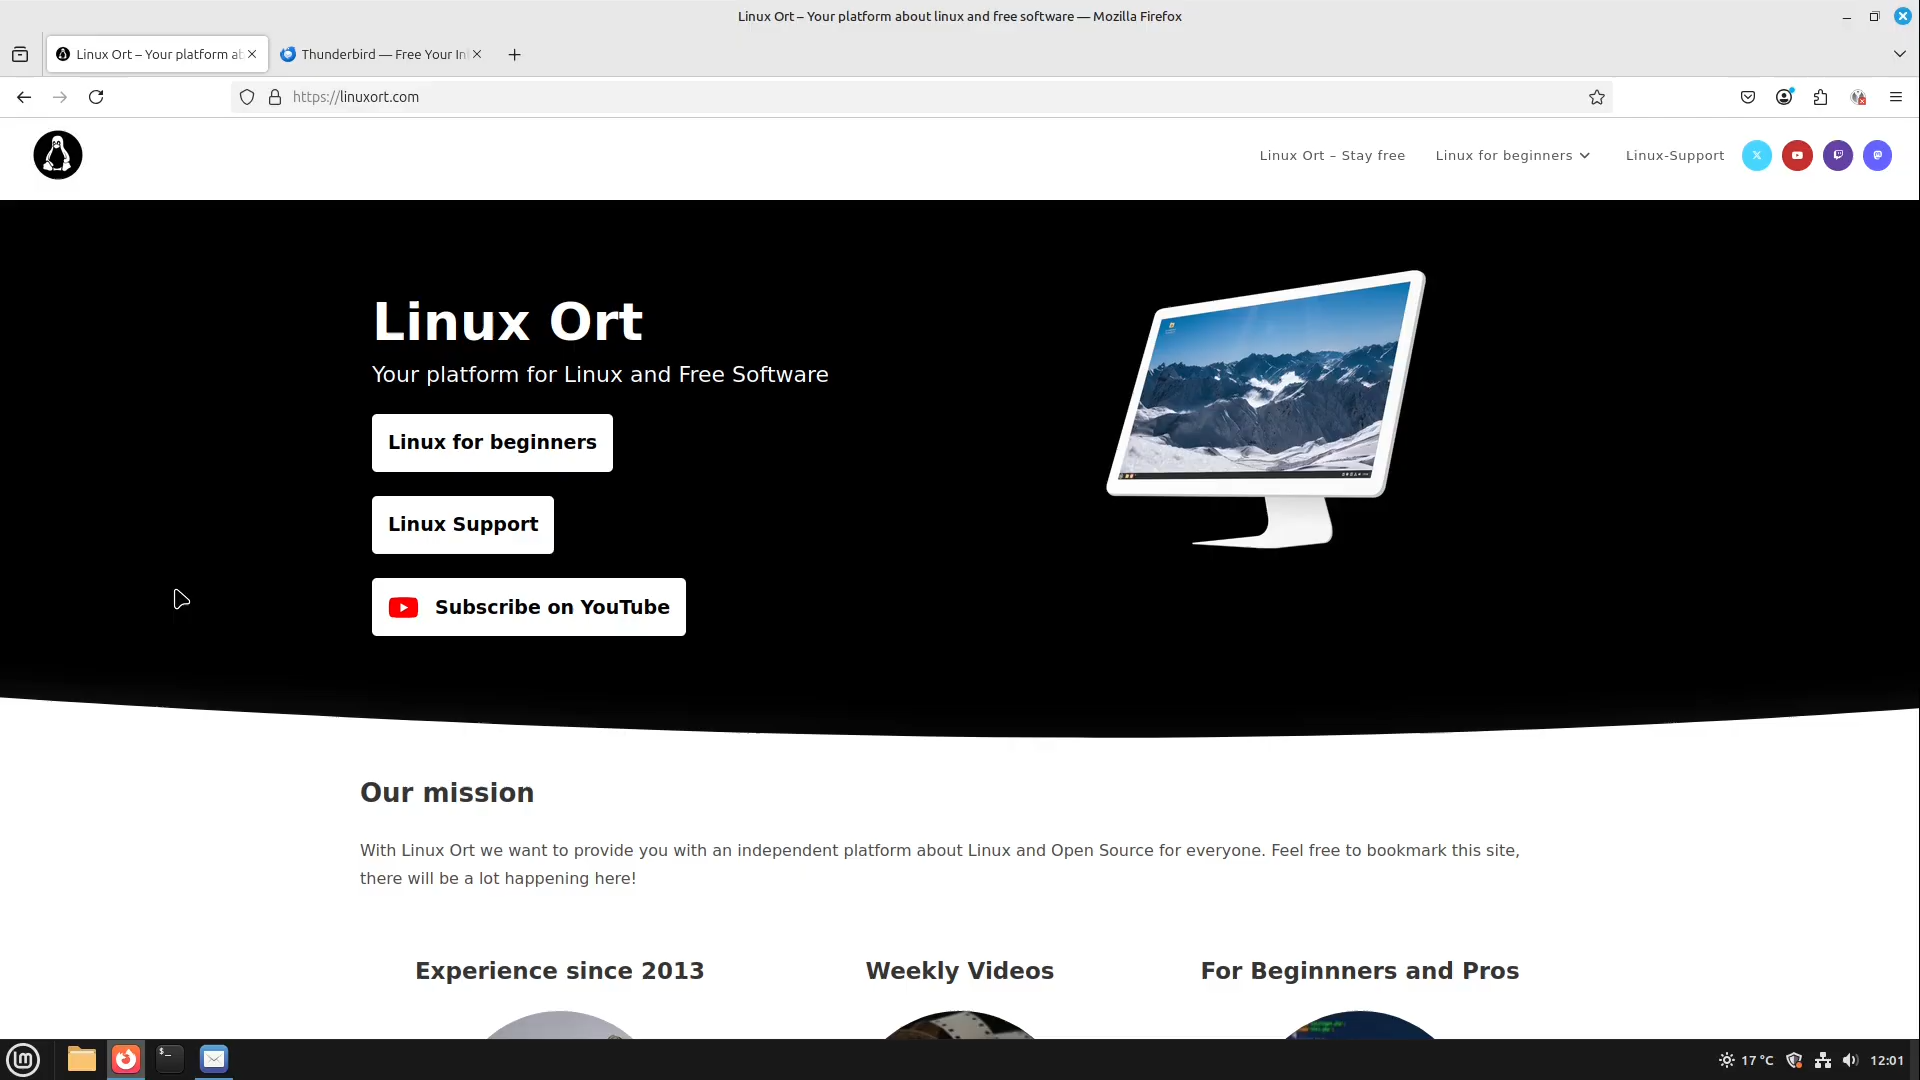 Linux Ort – Your platform about linux and free software — Mozilla Firefox
Linux Ort – Your platform ab
Thunderbird — Free Your In
https://linuxort.com
Linux Ort – Stay free
Linux for beginners
Linux-Support
Linux Ort
Your platform for Linux and Free Software
Linux for beginners
Linux Support
Subscribe on YouTube
Our mission
With Linux Ort we want to provide you with an independent platform about Linux and Open Source for everyone. Feel free to bookmark this site,
there will be a lot happening here!
Experience since 2013
Weekly Videos
For Beginnners and Pros
17 °C
12:01